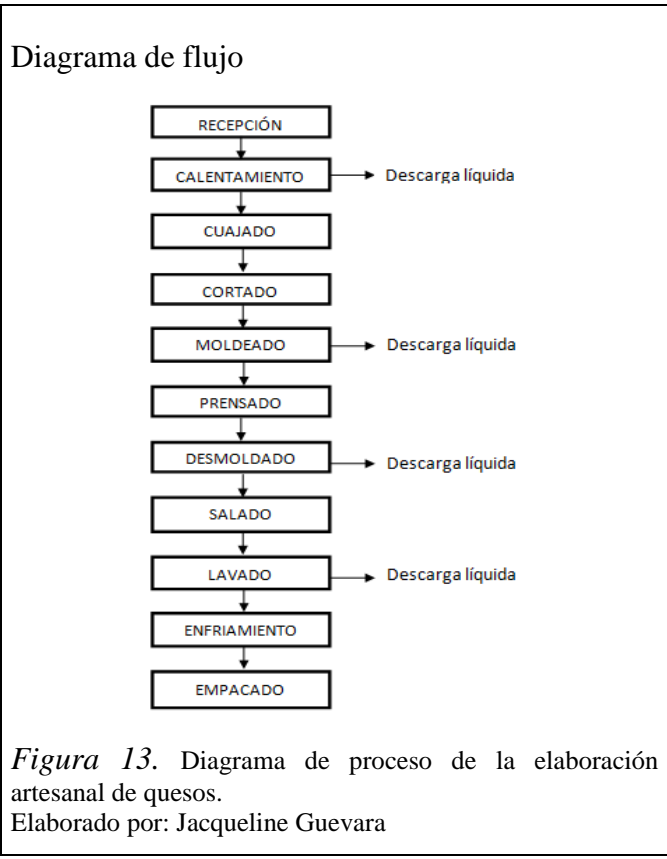 Diagrama de flujo
RECEPCIÓN
CALENTAMIENTO
Descarga líquida
CUAJADO
CORTADO
MOLDEADO
Descarga líquida
PRENSADO
DESMOLDADO
Descarga líquida
SALADO
LAVADO
Descarga líquida
ENFRIAMIENTO
EMPACADO
Figura 13. Diagrama de proceso de la elaboración
artesanal de quesos.
Elaborado por: Jacqueline Guevara